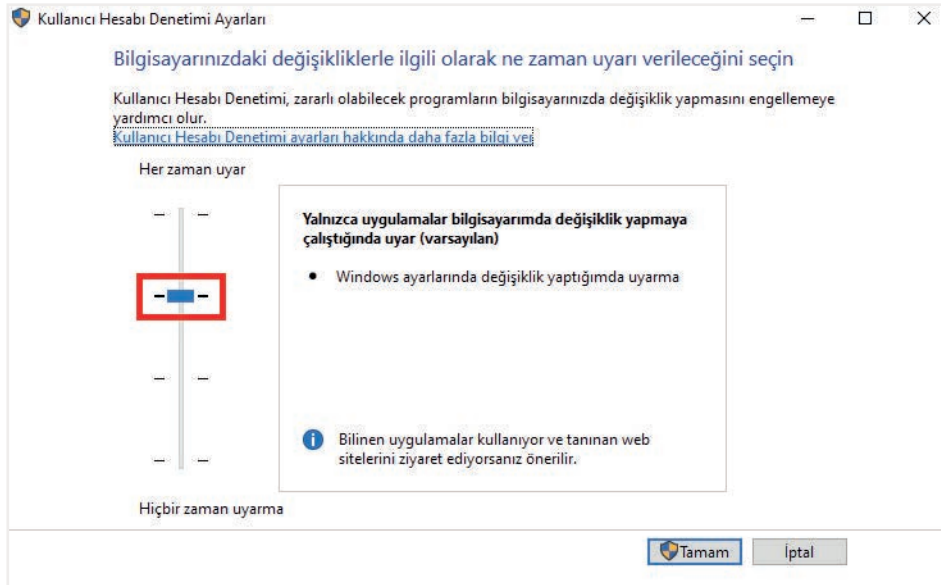 Kullanıcı Hesabı Denetimi Ayarları
Bilgisayarınızdaki değişikliklerle ilgili olarak ne zaman uyarı verileceğini seçin
Kullanıcı Hesabı Denetimi, zararlı olabilecek programların bilgisayarınızda değişiklik yapmasını engellemeye
yardımcı olur.
Kullanıcı Hesabı Denetimi ayarları hakkında daha fazla bilgi ver
Her zaman uyar
Yalnızca uygulamalar bilgisayarımda değişiklik yapmaya
çalıştığında uyar (varsayılan)
• Windows ayarlarında değişiklik yaptığımda uyarma
Bilinen uygulamalar kullanıyor ve tanınan web
sitelerini ziyaret ediyorsanız önerilir.
Hiçbir zaman uyarma
Tamam İptal